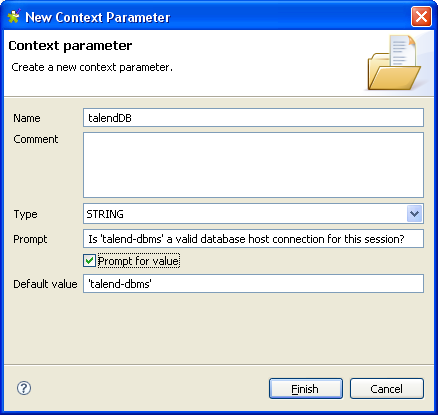 New Context Parameter
Context parameter
Create a new context parameter.
Name talendDB
Comment
Type STRING
Prompt Is 'talend-dbms' a valid database host connection for this session?
Prompt for value
Default value 'talend-dbms'
? Finish Cancel